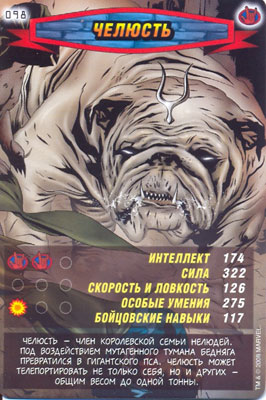 098
ЧЕЛЮСТЬ
ИНТЕЛЛЕКТ 174
СИЛА 322
СКОРОСТЬ И ЛОВКОСТЬ 126
ОСОБЫЕ УМЕНИЯ 275
БОЙЦОВСКИЕ НАВЫКИ 117
ЧЕЛЮСТЬ – ЧЛЕН КОРОЛЕВСКОЙ СЕМЬИ НЕЛЮДЕЙ.
ПОД ВОЗДЕЙСТВИЕМ МУТАГЕННОГО ТУМАНА БЕДНЯГА
ПРЕВРАТИЛСЯ В ГИГАНТСКОГО ПСА. ЧЕЛЮСТЬ МОЖЕТ
ТЕЛЕПОРТИРОВАТЬ НЕ ТОЛЬКО СЕБЯ, НО И ДРУГИХ –
ОБЩИМ ВЕСОМ ДО ОДНОЙ ТОННЫ.